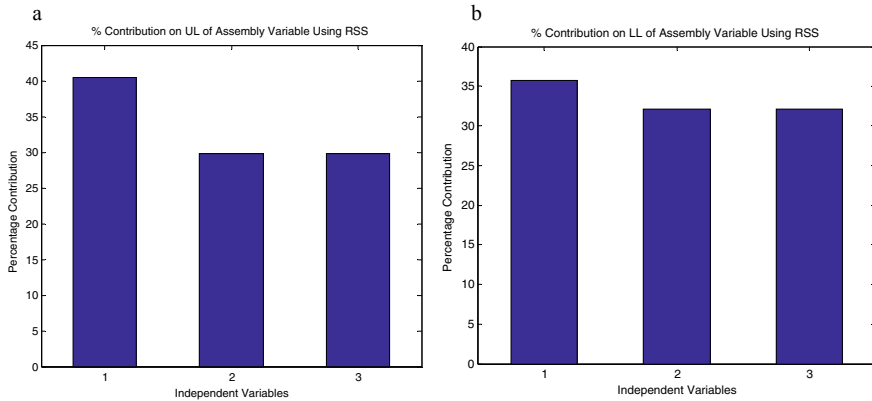 a
% Contribution on UL of Assembly Variable Using RSS
45
40
35
30
25
20
15
10
5
0
Percentage Contribution
1 2 3
Independent Variables
b
% Contribution on LL of Assembly Variable Using RSS
40
35
30
25
20
15
10
5
0
Percentage Contribution
1 2 3
Independent Variables